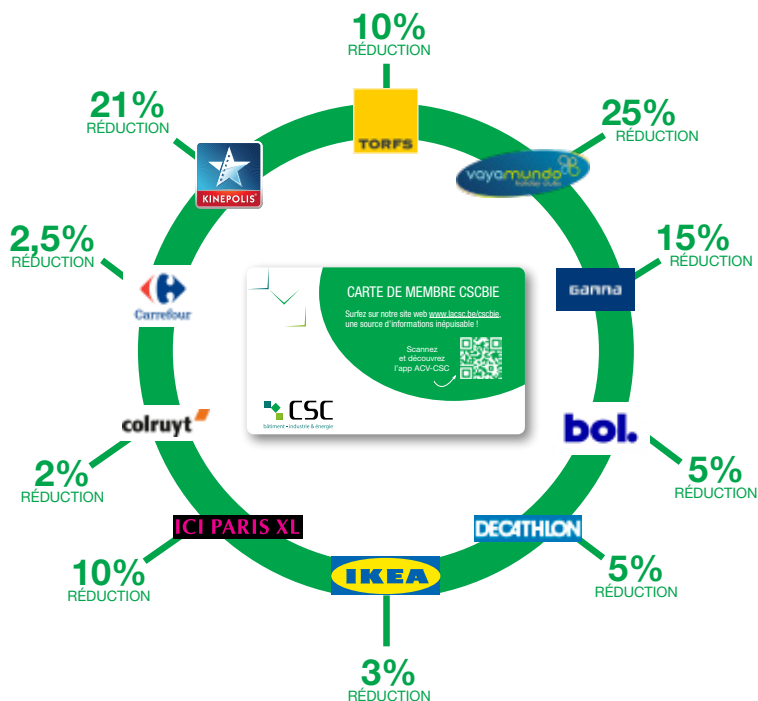 10%
RÉDUCTION
TORFS
21%
RÉDUCTION
KINEPOLIS
25%
RÉDUCTION
vayamundo
holiday clubs
2,5%
RÉDUCTION
Carrefour
15%
RÉDUCTION
GAMMA
CARTE DE MEMBRE CSCBIE
Surfez sur notre site web www.lacsc.be/cscbie,
une source d'informations inépuisable !
Scannez
et découvrez
l'app ACV-CSC
CSC
bâtiment • industrie & énergie
colruyt
2%
RÉDUCTION
bol.
5%
RÉDUCTION
ICI PARIS XL
10%
RÉDUCTION
DECATHLON
5%
RÉDUCTION
IKEA
3%
RÉDUCTION